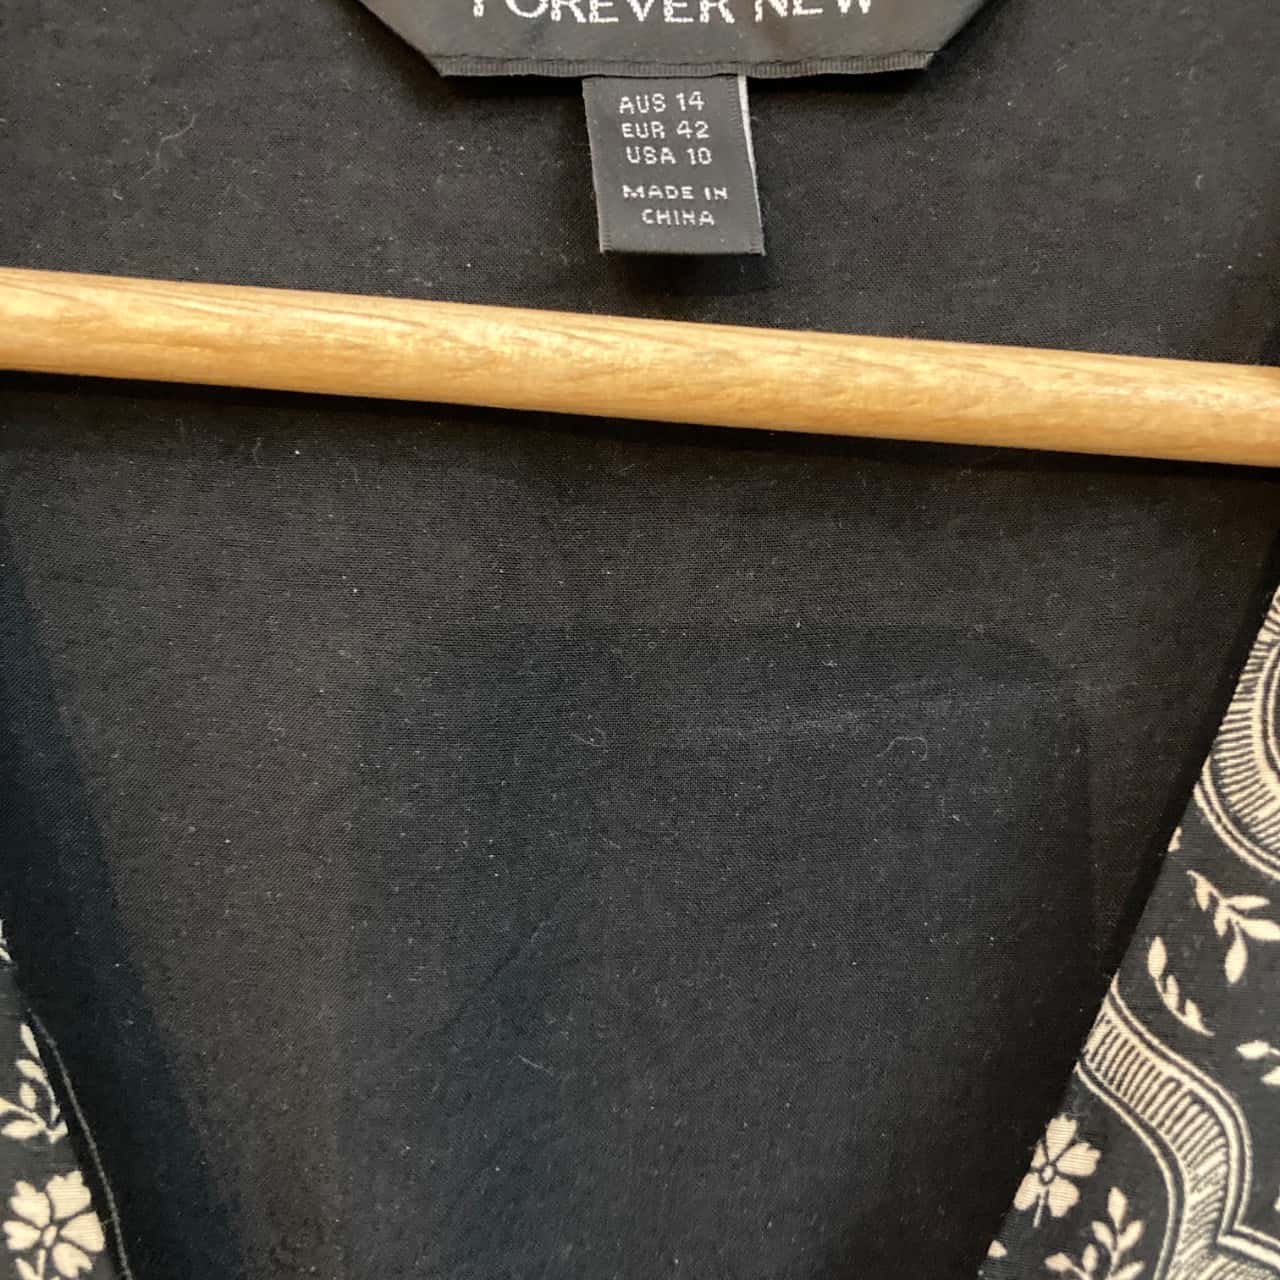 FOREVER NEW
AUS 14
EUR 42
USA 10
MADE IN
CHINA